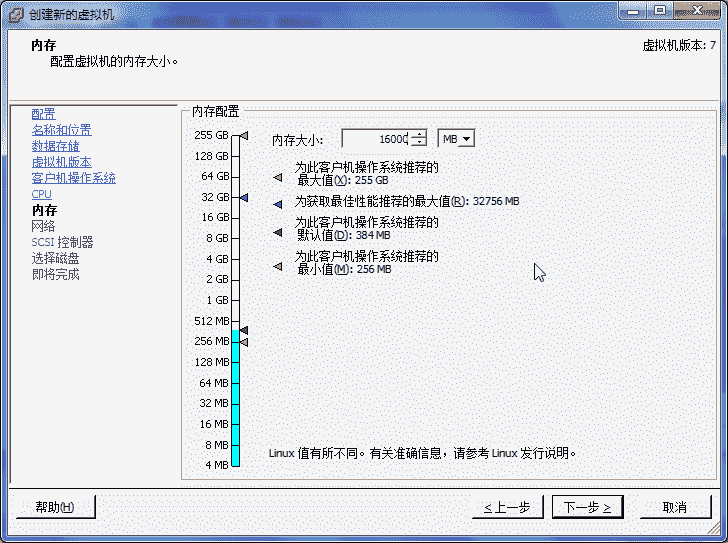 创建新的虚拟机
内存
虚拟机版本: 7
配置虚拟机的内存大小。
配置
名称和位置
数据存储
虚拟机版本
客户机操作系统
CPU
内存
网络
SCSI 控制器
选择磁盘
即将完成
内存配置
255 GB
128 GB
64 GB
32 GB
16 GB
8 GB
4 GB
2 GB
1 GB
512 MB
256 MB
128 MB
64 MB
32 MB
16 MB
8 MB
4 MB
内存大小: 16000 MB
为此客户机操作系统推荐的
最大值(X): 255 GB
为获取最佳性能推荐的最大值(R): 32756 MB
为此客户机操作系统推荐的
默认值(D): 384 MB
为此客户机操作系统推荐的
最小值(M): 256 MB
Linux 值有所不同。有关准确信息，请参考 Linux 发行说明。
帮助(H)
< 上一步
下一步 >
取消